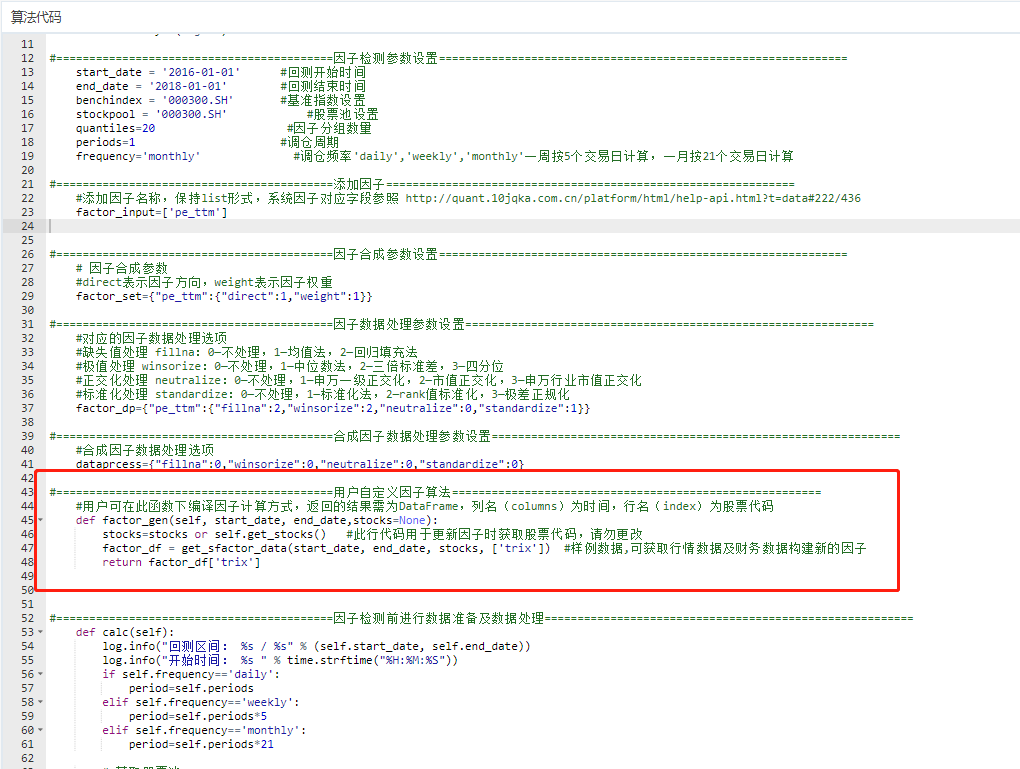 算法代码
11
12 #==========================================因子检测参数设置==============================================================
13 start_date = '2016-01-01' #回测开始时间
14 end_date = '2018-01-01' #回测结束时间
15 benchindex = '000300.SH' #基准指数设置
16 stockpool = '000300.SH' #股票池设置
17 quantiles=20 #因子分组数量
18 periods=1 #调仓周期
19 frequency='monthly' #调仓频率'daily','weekly','monthly'一周按5个交易日计算，一月按21个交易日计算
20
21 #==========================================添加因子==============================================================
22 #添加因子名称，保持list形式，系统因子对应字段参照 http://quant.10jqka.com.cn/platform/html/help-api.html?t=data#222/436
23 factor_input=['pe_ttm']
24
25
26 #==========================================因子合成参数设置==============================================================
27 # 因子合成参数
28 #direct表示因子方向，weight表示因子权重
29 factor_set={"pe_ttm":{"direct":1,"weight":1}}
30
31 #==========================================因子数据处理参数设置==============================================================
32 #对应的因子数据处理选项
33 #缺失值处理 fillna：0—不处理，1—均值法，2—回归填充法
34 #极值处理 winsorize：0—不处理，1—中位数法，2—三倍标准差，3—四分位
35 #正交化处理 neutralize：0—不处理，1—申万一级正交化，2—市值正交化，3—申万行业市值正交化
36 #标准化处理 standardize：0—不处理，1—标准化法，2—rank值标准化，3—极差正规化
37 factor_dp={"pe_ttm":{"fillna":2,"winsorize":2,"neutralize":0,"standardize":1}}
38
39 #==========================================合成因子数据处理参数设置==============================================================
40 #合成因子数据处理选项
41 dataprcess={"fillna":0,"winsorize":0,"neutralize":0,"standardize":0}
42
43 #==========================================用户自定义因子算法========================================================
44 #用户可在此函数下编译因子计算方式，返回的结果需为DataFrame，列名（columns）为时间，行名（index）为股票代码
45 def factor_gen(self, start_date, end_date,stocks=None):
46 stocks=stocks or self.get_stocks() #此行代码用于更新因子时获取股票代码，请勿更改
47 factor_df = get_sfactor_data(start_date, end_date, stocks, ['trix']) #样例数据,可获取行情数据及财务数据构建新的因子
48 return factor_df['trix']
49
50
51
52 #==========================================因子检测前进行数据准备及数据处理========================================================
53 def calc(self):
54 log.info("回测区间： %s / %s" % (self.start_date, self.end_date))
55 log.info("开始时间： %s " % time.strftime("%H:%M:%S"))
56 if self.frequency=='daily':
57 period=self.periods
58 elif self.frequency=='weekly':
59 period=self.periods*5
60 elif self.frequency=='monthly':
61 period=self.periods*21
62